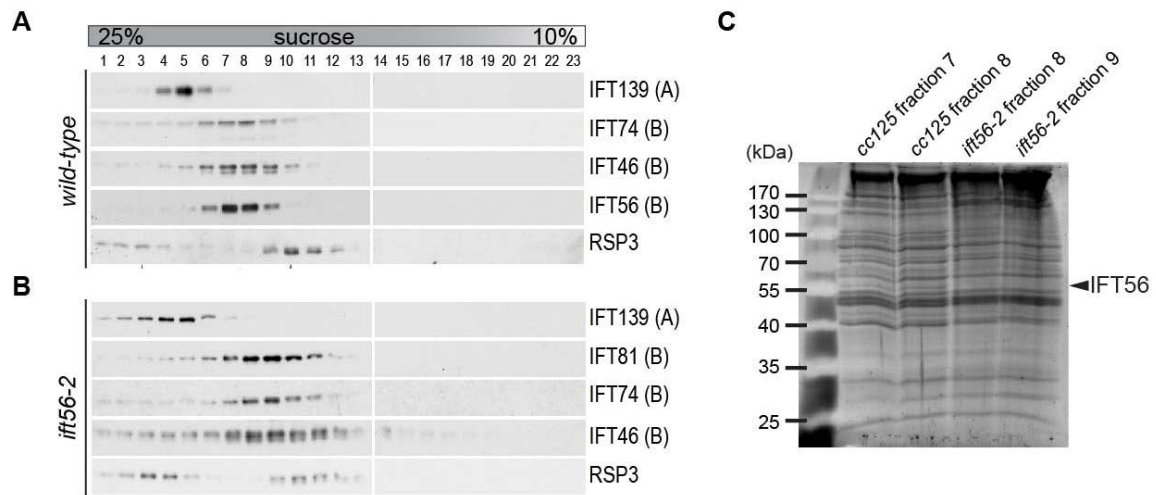 A
25% sucrose 10%
1 2 3 4 5 6 7 8 9 10 11 12 13 14 15 16 17 18 19 20 21 22 23
wild-type
IFT139 (A)
IFT74 (B)
IFT46 (B)
IFT56 (B)
RSP3
B
ift56-2
IFT139 (A)
IFT81 (B)
IFT74 (B)
IFT46 (B)
RSP3
C
cc125 fraction 7
cc125 fraction 8
ift56-2 fraction 8
ift56-2 fraction 9
(kDa)
170
130
100
70
55
40
35
25
IFT56